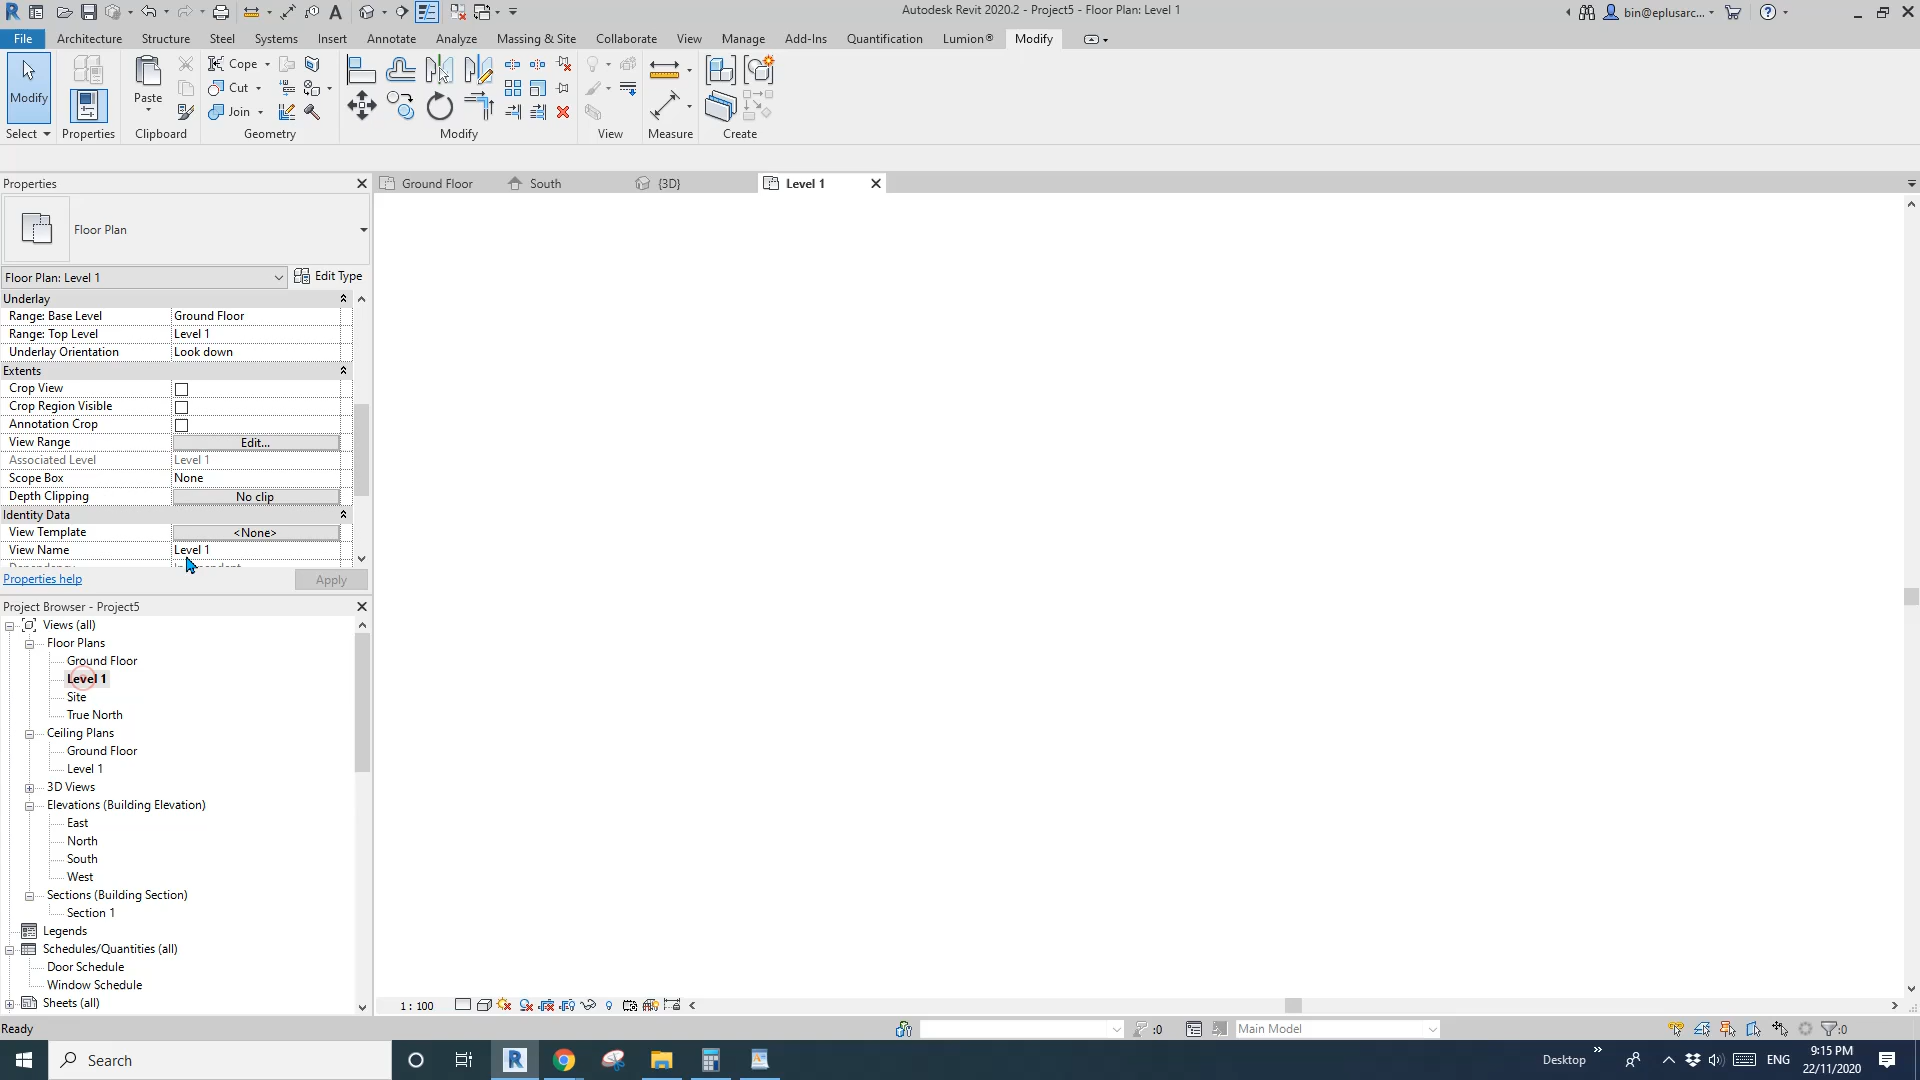 Autodesk Revit 2020.2 - Project5 - Floor Plan: Level 1
bin@eplusarc...
File Architecture Structure Steel Systems Insert Annotate Analyze Massing & Site Collaborate View Manage Add-Ins Quantification Lumion® Modify
Modify
Paste
Cope
Cut
Join
Select Properties Clipboard Geometry Modify View Measure Create
Properties
Ground Floor South {3D} Level 1
Floor Plan
Floor Plan: Level 1 Edit Type
Underlay
Range: Base Level Ground Floor
Range: Top Level Level 1
Underlay Orientation Look down
Extents
Crop View
Crop Region Visible
Annotation Crop
View Range Edit...
Associated Level Level 1
Scope Box None
Depth Clipping No clip
Identity Data
View Template <None>
View Name Level 1
Properties help Apply
Project Browser - Project5
Views (all)
Floor Plans
Ground Floor
Level 1
Site
True North
Ceiling Plans
Ground Floor
Level 1
3D Views
Elevations (Building Elevation)
East
North
South
West
Sections (Building Section)
Section 1
Legends
Schedules/Quantities (all)
Door Schedule
Window Schedule
Sheets (all)
1 : 100
Ready :0 Main Model :0
Search Desktop ENG 9:15 PM
22/11/2020